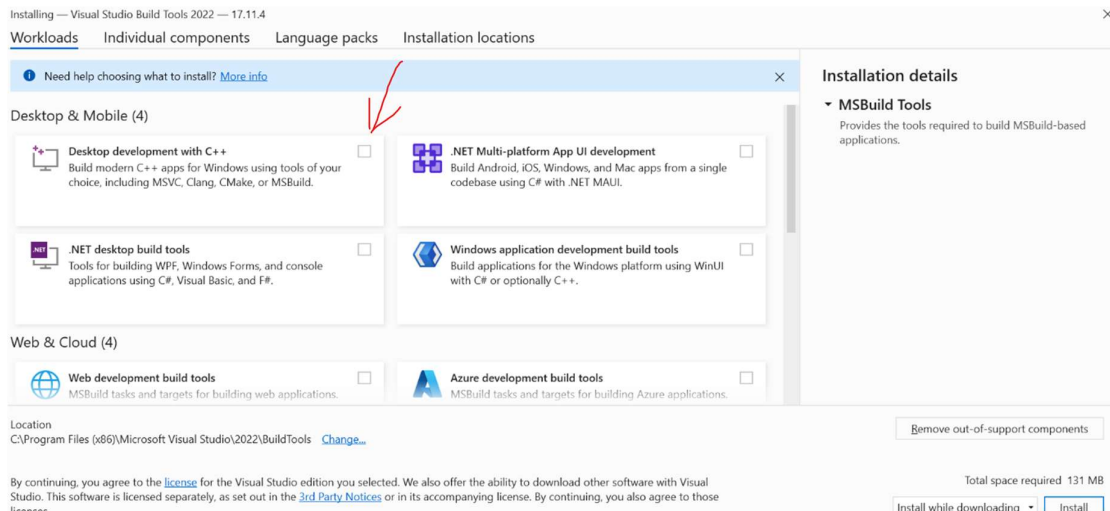 Installing — Visual Studio Build Tools 2022 — 17.11.4
Workloads Individual components Language packs Installation locations
Need help choosing what to install? More info
Desktop & Mobile (4)
Desktop development with C++
Build modern C++ apps for Windows using tools of your
choice, including MSVC, Clang, CMake, or MSBuild.
.NET Multi-platform App UI development
Build Android, iOS, Windows, and Mac apps from a single
codebase using C# with .NET MAUI.
.NET
.NET desktop build tools
Tools for building WPF, Windows Forms, and console
applications using C#, Visual Basic, and F#.
Windows application development build tools
Build applications for the Windows platform using WinUI
with C# or optionally C++.
Web & Cloud (4)
Web development build tools
MSBuild tasks and targets for building web applications.
Azure development build tools
MSBuild tasks and targets for building Azure applications.
Installation details
MSBuild Tools
Provides the tools required to build MSBuild-based
applications.
Location
C:\Program Files (x86)\Microsoft Visual Studio\2022\BuildTools Change...
Remove out-of-support components
By continuing, you agree to the license for the Visual Studio edition you selected. We also offer the ability to download other software with Visual
Studio. This software is licensed separately, as set out in the 3rd Party Notices or in its accompanying license. By continuing, you also agree to those
licenses.
Total space required 131 MB
Install while downloading
Install